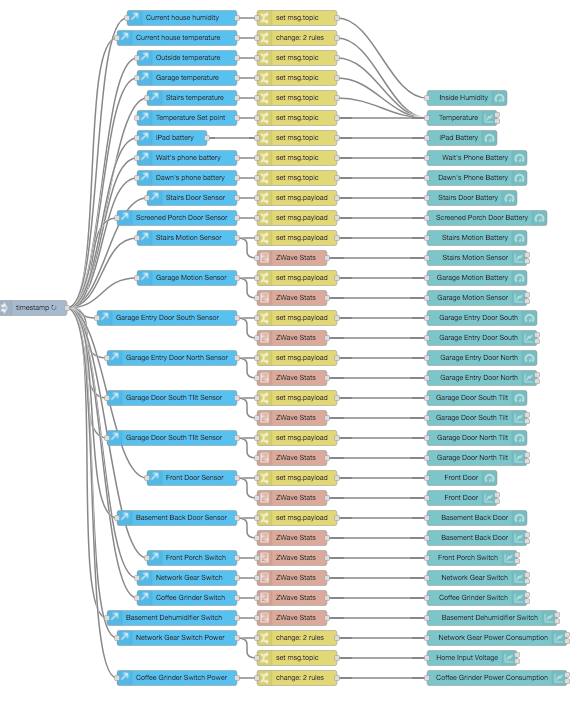 Current house humidity set msg.topic
Current house temperature change: 2 rules
Outside temperature set msg.topic
Garage temperature set msg.topic
Stairs temperature set msg.topic Inside Humidity
Temperature Set point set msg.topic Temperature
iPad battery set msg.topic iPad Battery
Walt's phone battery set msg.topic Walt's Phone Battery
Dawn's phone battery set msg.topic Dawn's Phone Battery
Stairs Door Sensor set msg.payload Stairs Door Battery
Screened Porch Door Sensor set msg.payload Screened Porch Door Battery
Stairs Motion Sensor set msg.payload Stairs Motion Battery
ZWave Stats Stairs Motion Sensor
Garage Motion Sensor set msg.payload Garage Motion Battery
ZWave Stats Garage Motion Sensor
timestamp ↻
Garage Entry Door South Sensor set msg.payload Garage Entry Door South
ZWave Stats Garage Entry Door South
Garage Entry Door North Sensor set msg.payload Garage Entry Door North
ZWave Stats Garage Entry Door North
Garage Door South Tilt Sensor set msg.payload Garage Door South Tilt
ZWave Stats Garage Door South Tilt
Garage Door South Tilt Sensor set msg.payload Garage Door North Tilt
ZWave Stats Garage Door North Tilt
Front Door Sensor set msg.payload Front Door
ZWave Stats Front Door
Basement Back Door Sensor set msg.payload Basement Back Door
ZWave Stats Basement Back Door
Front Porch Switch ZWave Stats Front Porch Switch
Network Gear Switch ZWave Stats Network Gear Switch
Coffee Grinder Switch ZWave Stats Coffee Grinder Switch
Basement Dehumidifier Switch ZWave Stats Basement Dehumidifier Switch
Network Gear Switch Power change: 2 rules Network Gear Power Consumption
set msg.topic Home Input Voltage
Coffee Grinder Switch Power change: 2 rules Coffee Grinder Power Consumption